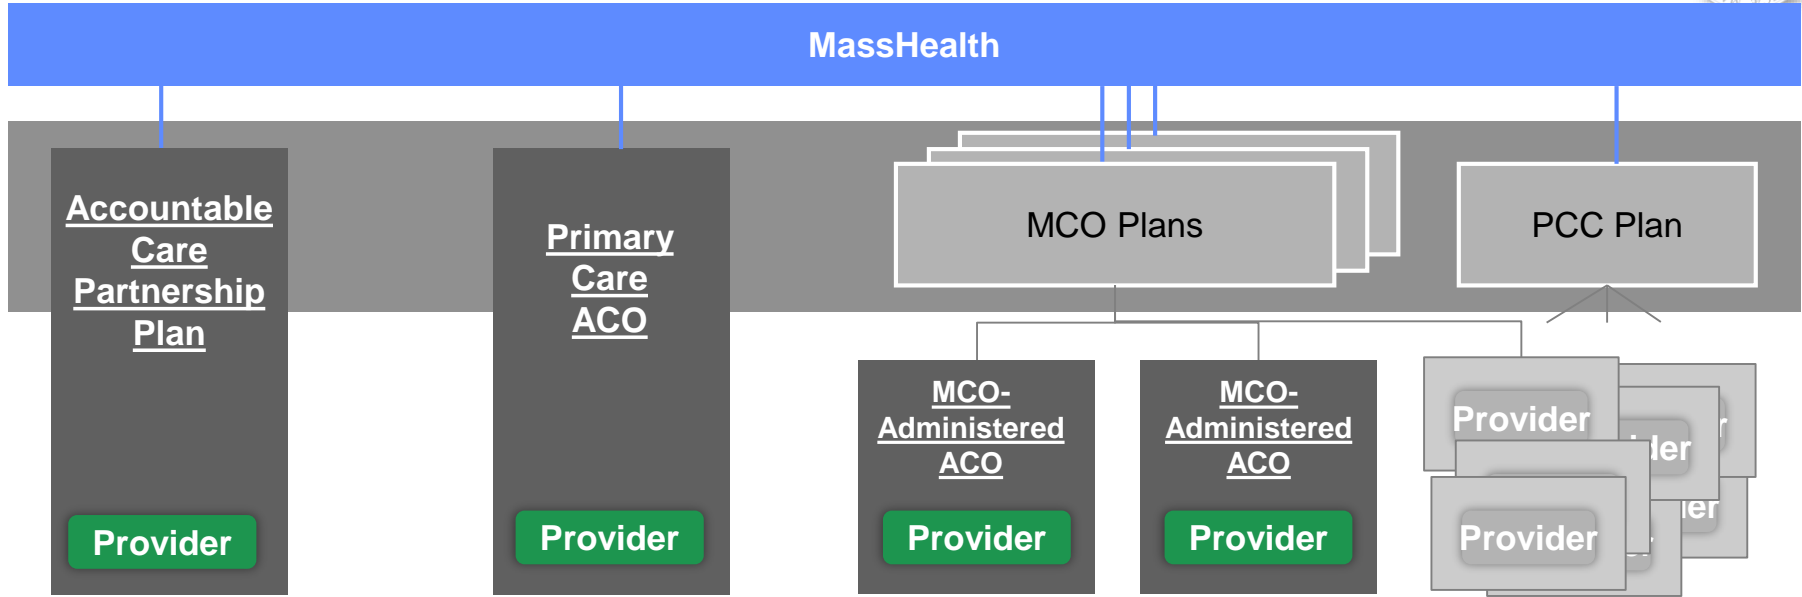 MassHealth
Accountable
Care
Partnership
Plan
Primary
Care
ACO
MCO Plans
PCC Plan
MCO-
Administered
ACO
MCO-
Administered
ACO
Provider
Provider
Provider
Provider
Provider
Provider